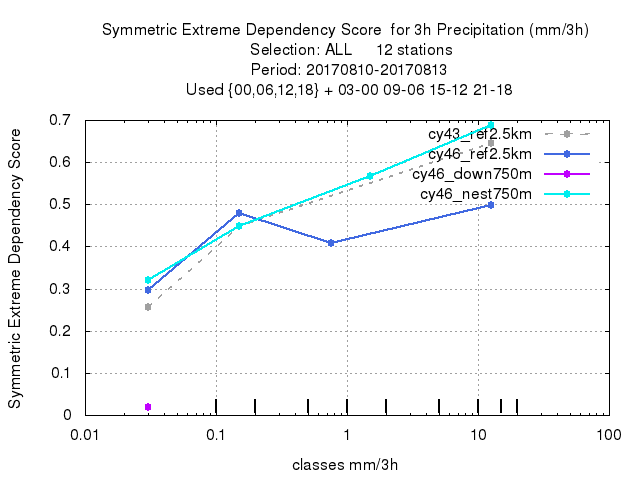 Symmetric Extreme Dependency Score for 3h Precipitation (mm/3h)
Selection: ALL 12 stations
Period: 20170810-20170813
Used {00,06,12,18} + 03-00 09-06 15-12 21-18
Symmetric Extreme Dependency Score
0.7
0.6
0.5
0.4
0.3
0.2
0.1
0
cy43_ref2.5km
cy46_ref2.5km
cy46_down750m
cy46_nest750m
0.01 0.1 1 10 100
classes mm/3h